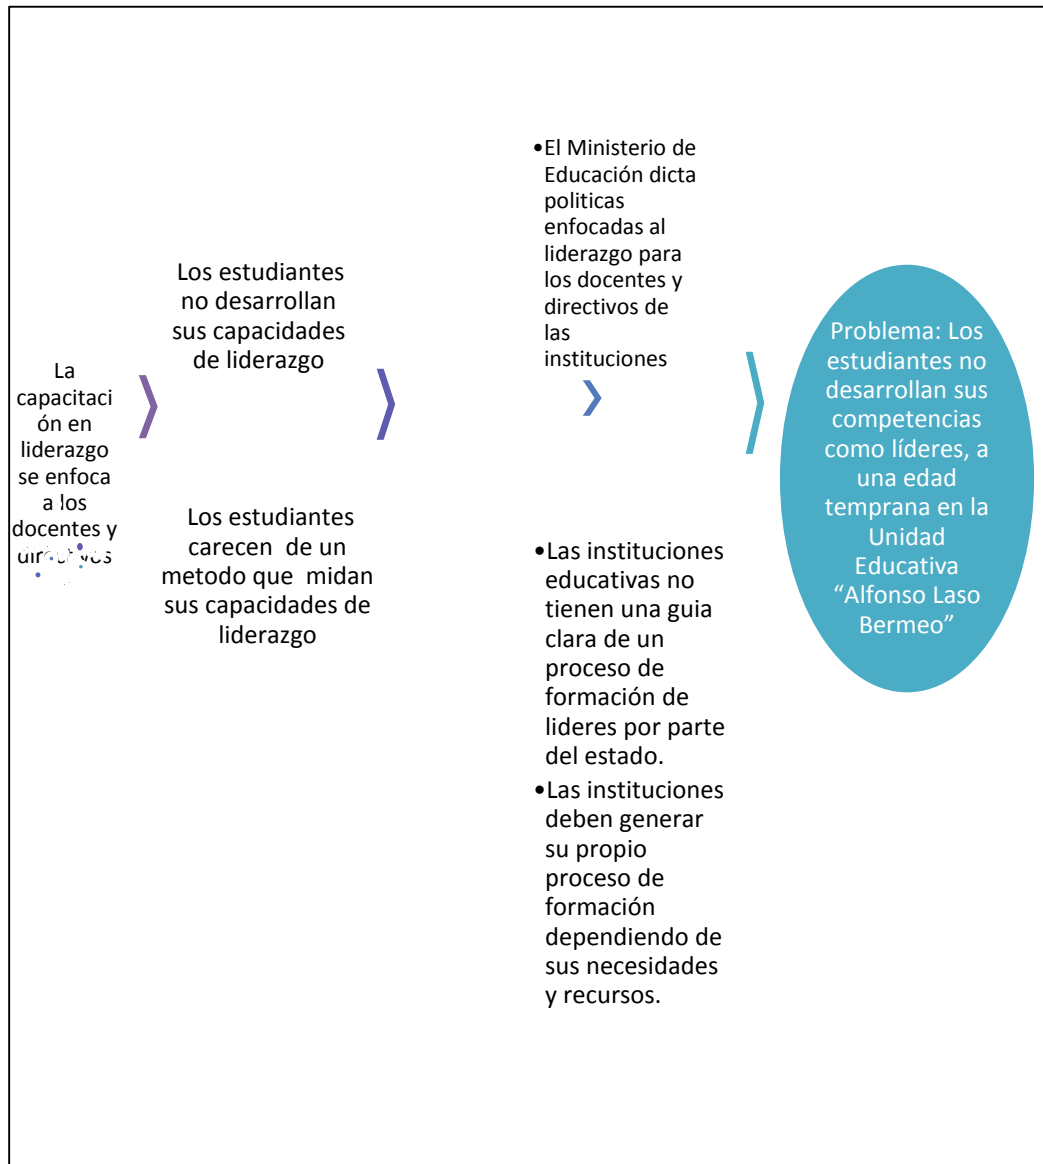 La
capacitaci
ón en
liderazgo
se enfoca
a los
docentes y
directivos
Los estudiantes
no desarrollan
sus capacidades
de liderazgo
Los estudiantes
carecen de un
metodo que midan
sus capacidades de
liderazgo
•El Ministerio de
Educación dicta
politicas
enfocadas al
liderazgo para
los docentes y
directivos de
las
instituciones
•Las instituciones
educativas no
tienen una guia
clara de un
proceso de
formación de
lideres por parte
del estado.
•Las instituciones
deben generar
su propio
proceso de
formación
dependiendo de
sus necesidades
y recursos.
Problema: Los
estudiantes no
desarrollan sus
competencias
como líderes, a
una edad
temprana en la
Unidad
Educativa
“Alfonso Laso
Bermeo”